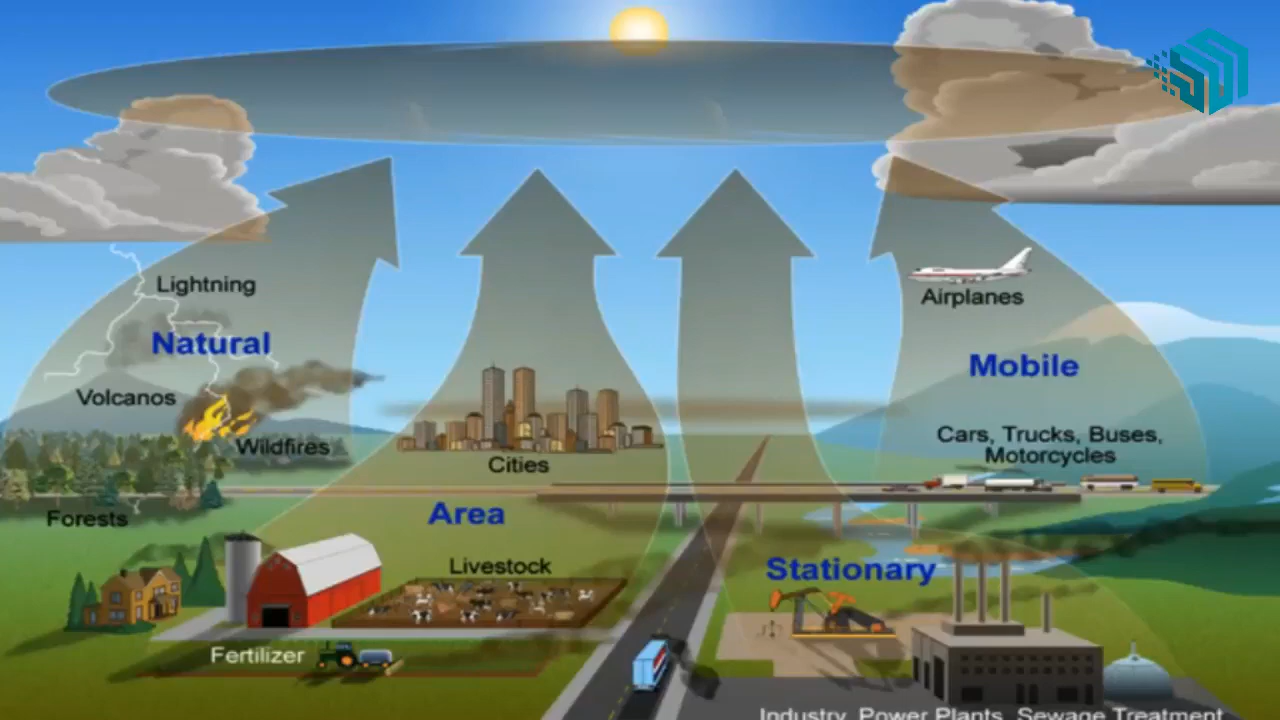 Lightning
Natural
Volcanos
Wildfires
Forests
Cities
Area
Livestock
Fertilizer
Airplanes
Mobile
Cars, Trucks, Buses,
Motorcycles
Stationary
Industry, Power Plants, Sewage Treatment